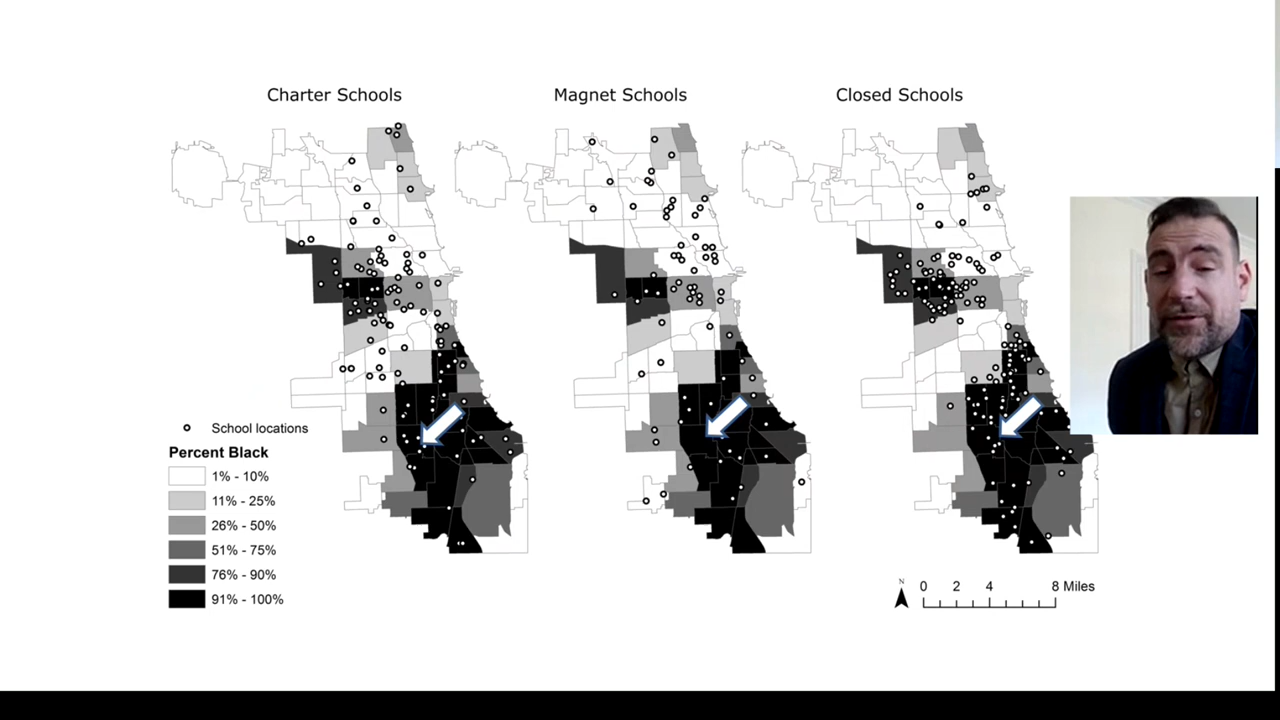 Charter Schools
Magnet Schools
Closed Schools
School locations
Percent Black
1% - 10%
11% - 25%
26% - 50%
51% - 75%
76% - 90%
91% - 100%
N
0 2 4 8 Miles